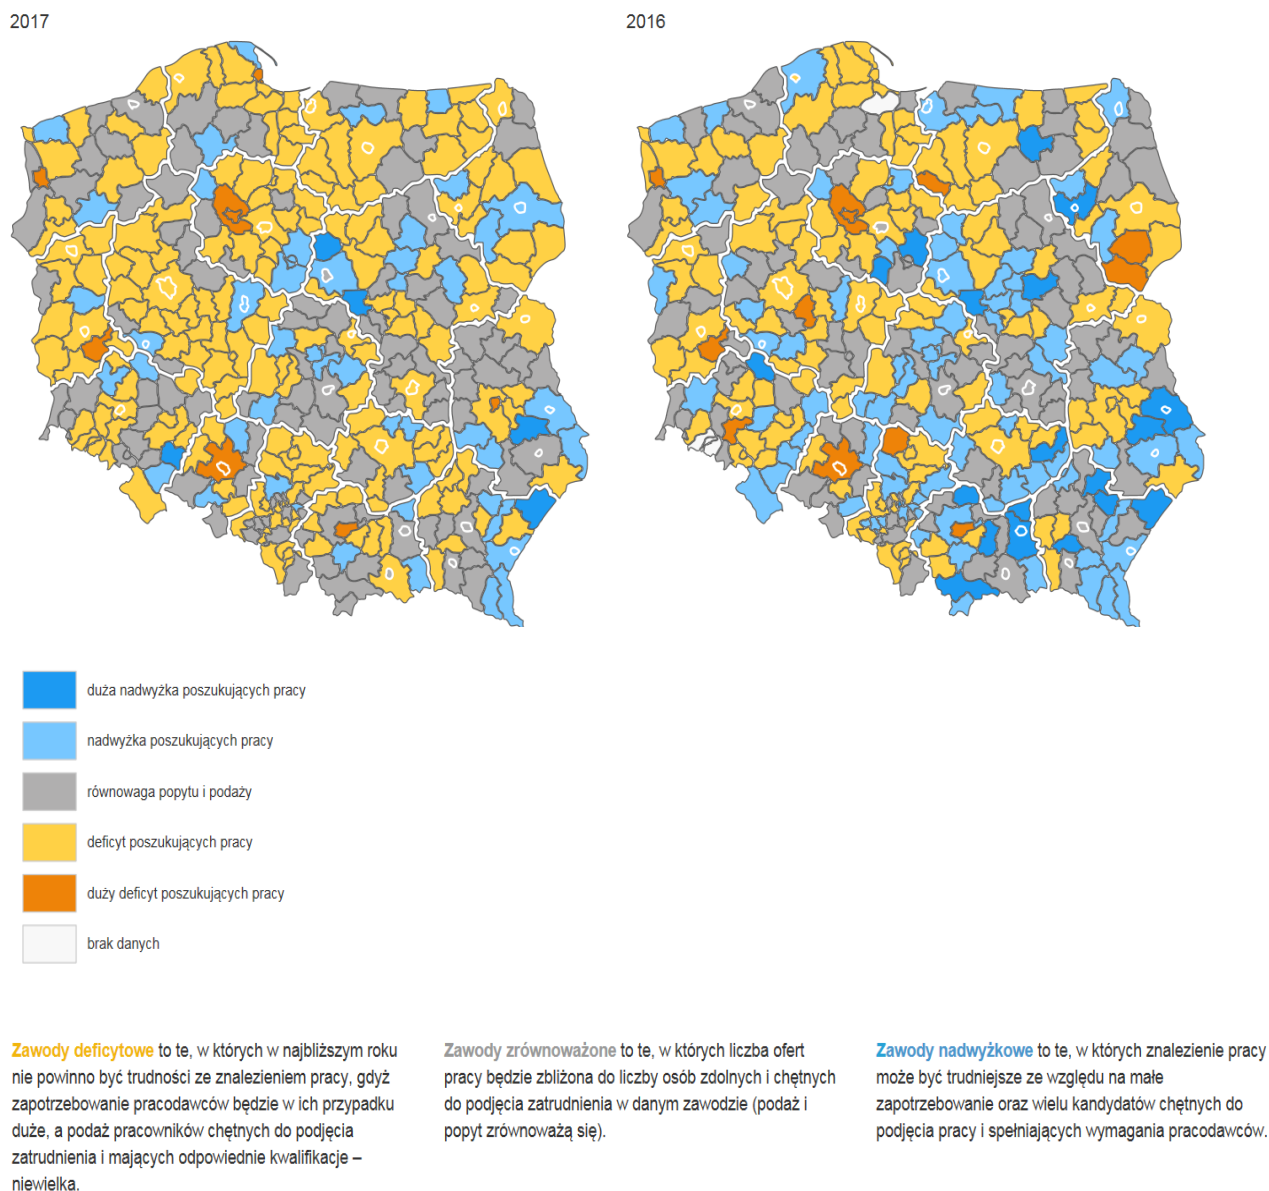 2017
2016
duża nadwyżka poszukujących pracy
nadwyżka poszukujących pracy
równowaga popytu i podaży
deficyt poszukujących pracy
duży deficyt poszukujących pracy
brak danych
Zawody deficytowe to te, w których w najbliższym roku
nie powinno być trudności ze znalezieniem pracy, gdyż
zapotrzebowanie pracodawców będzie w ich przypadku
duże, a podaż pracowników chętnych do podjęcia
zatrudnienia i mających odpowiednie kwalifikacje –
niewielka.
Zawody zrównoważone to te, w których liczba ofert
pracy będzie zbliżona do liczby osób zdolnych i chętnych
do podjęcia zatrudnienia w danym zawodzie (podaż i
popyt zrównoważą się).
Zawody nadwyżkowe to te, w których znalezienie pracy
może być trudniejsze ze względu na małe
zapotrzebowanie oraz wielu kandydatów chętnych do
podjęcia pracy i spełniających wymagania pracodawców.